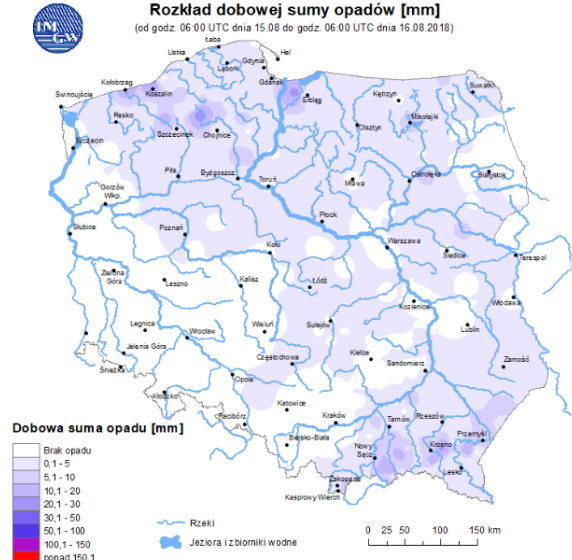 Rozkład dobowej sumy opadów [mm]
(od godz. 06:00 UTC dnia 15.08 do godz. 06:00 UTC dnia 16.08.2018)
IM
GW
Łeba
Hel
Ustka
Gdynia
Lębork
Gdańsk
Suwałki
Kołobrzeg
Koszalin
Elbląg
Kętrzyn
Świnoujście
Resko
Mikołajki
Szczecinek
Chojnice
Olsztyn
Szczecin
Piła
Bydgoszcz
Toruń
Mława
Ostrołęka
Białystok
Gorzów
Wlkp.
Płock
Słubice
Poznań
Koło
Warszawa
Siedlce
Terespol
Zielona
Góra
Leszno
Kalisz
Łódź
Kozienice
Włodawa
Legnica
Wrocław
Wieluń
Sulejów
Lublin
Jelenia Góra
Śnieżka
Częstochowa
Kielce
Sandomierz
Zamość
Opole
Kłodzko
Racibórz
Katowice
Kraków
Tarnów
Rzeszów
Przemyśl
Bielsko-Biała
Nowy
Sącz
Krosno
Lesko
Zakopane
Kasprowy Wierch
Dobowa suma opadu [mm]
Brak opadu
0,1 - 5
5,1 - 10
10,1 - 20
20,1 - 30
30,1 - 50
50,1 - 100
100,1 - 150
ponad 150,1
Rzeki
Jeziora i zbiorniki wodne
0 25 50 100 150 km